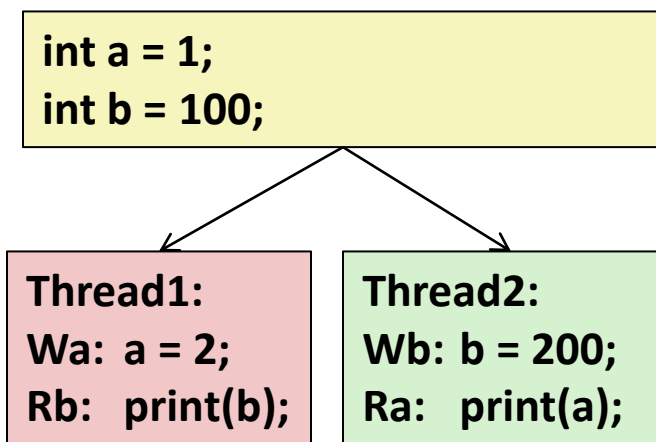 int a = 1;
int b = 100;
Thread1:
Wa: a = 2;
Rb: print(b);
Thread2:
Wb: b = 200;
Ra: print(a);